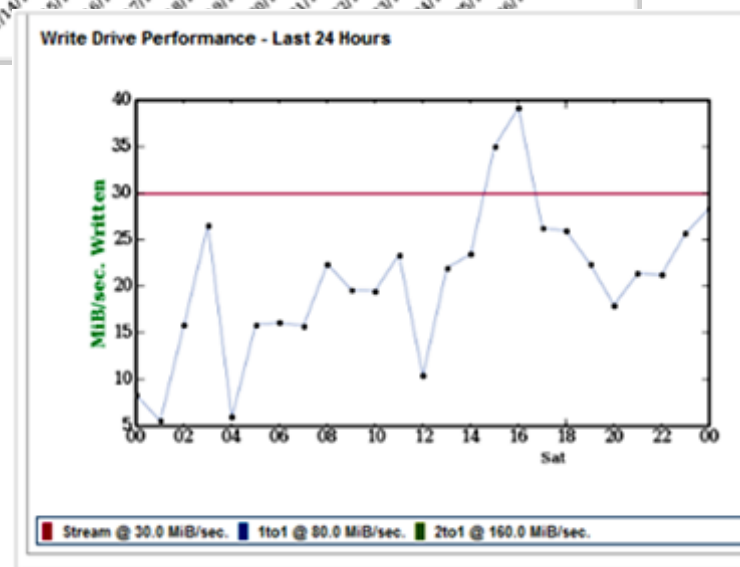 Write Drive Performance - Last 24 Hours
40
35
30
25
20
15
10
5
MiB/sec. Written
00 02 04 06 08 10 12 14 16 18 20 22 00
Sat
Stream @ 30.0 MiB/sec. 1to1 @ 80.0 MiB/sec. 2to1 @ 160.0 MiB/sec.